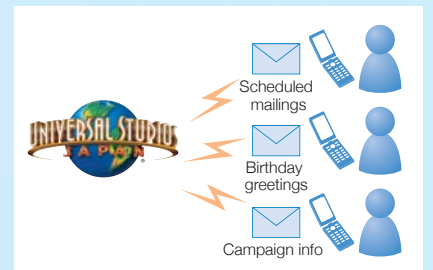 Scheduled
mailings
UNIVERSAL STUDIOS
JAPAN
®
Birthday
greetings
Campaign info